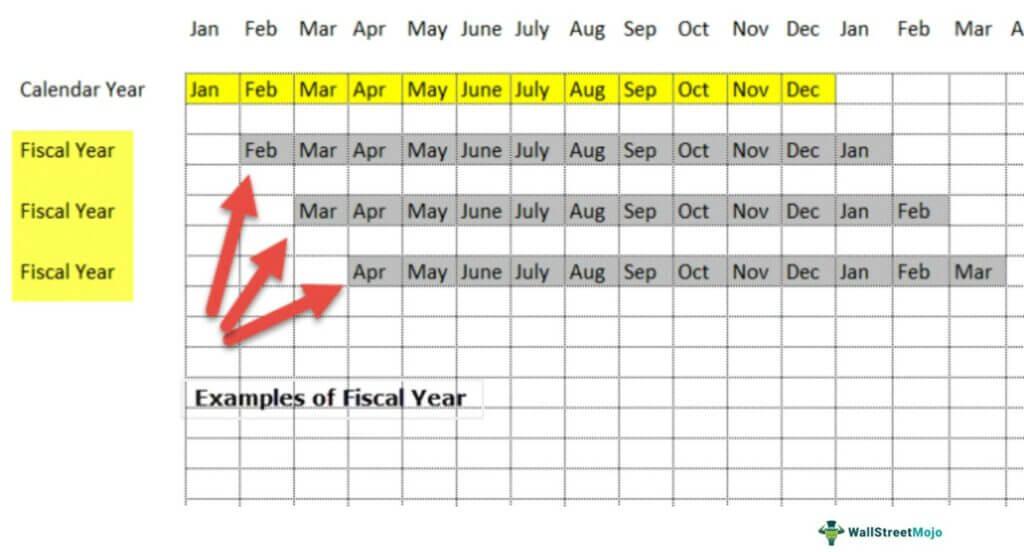 Jan Feb Mar Apr May June July Aug Sep Oct Nov Dec Jan Feb Mar A
Calendar Year Jan Feb Mar Apr May June July Aug Sep Oct Nov Dec
Fiscal Year Feb Mar Apr May June July Aug Sep Oct Nov Dec Jan
Fiscal Year Mar Apr May June July Aug Sep Oct Nov Dec Jan Feb
Fiscal Year Apr May June July Aug Sep Oct Nov Dec Jan Feb Mar
Examples of Fiscal Year
WallStreetMojo